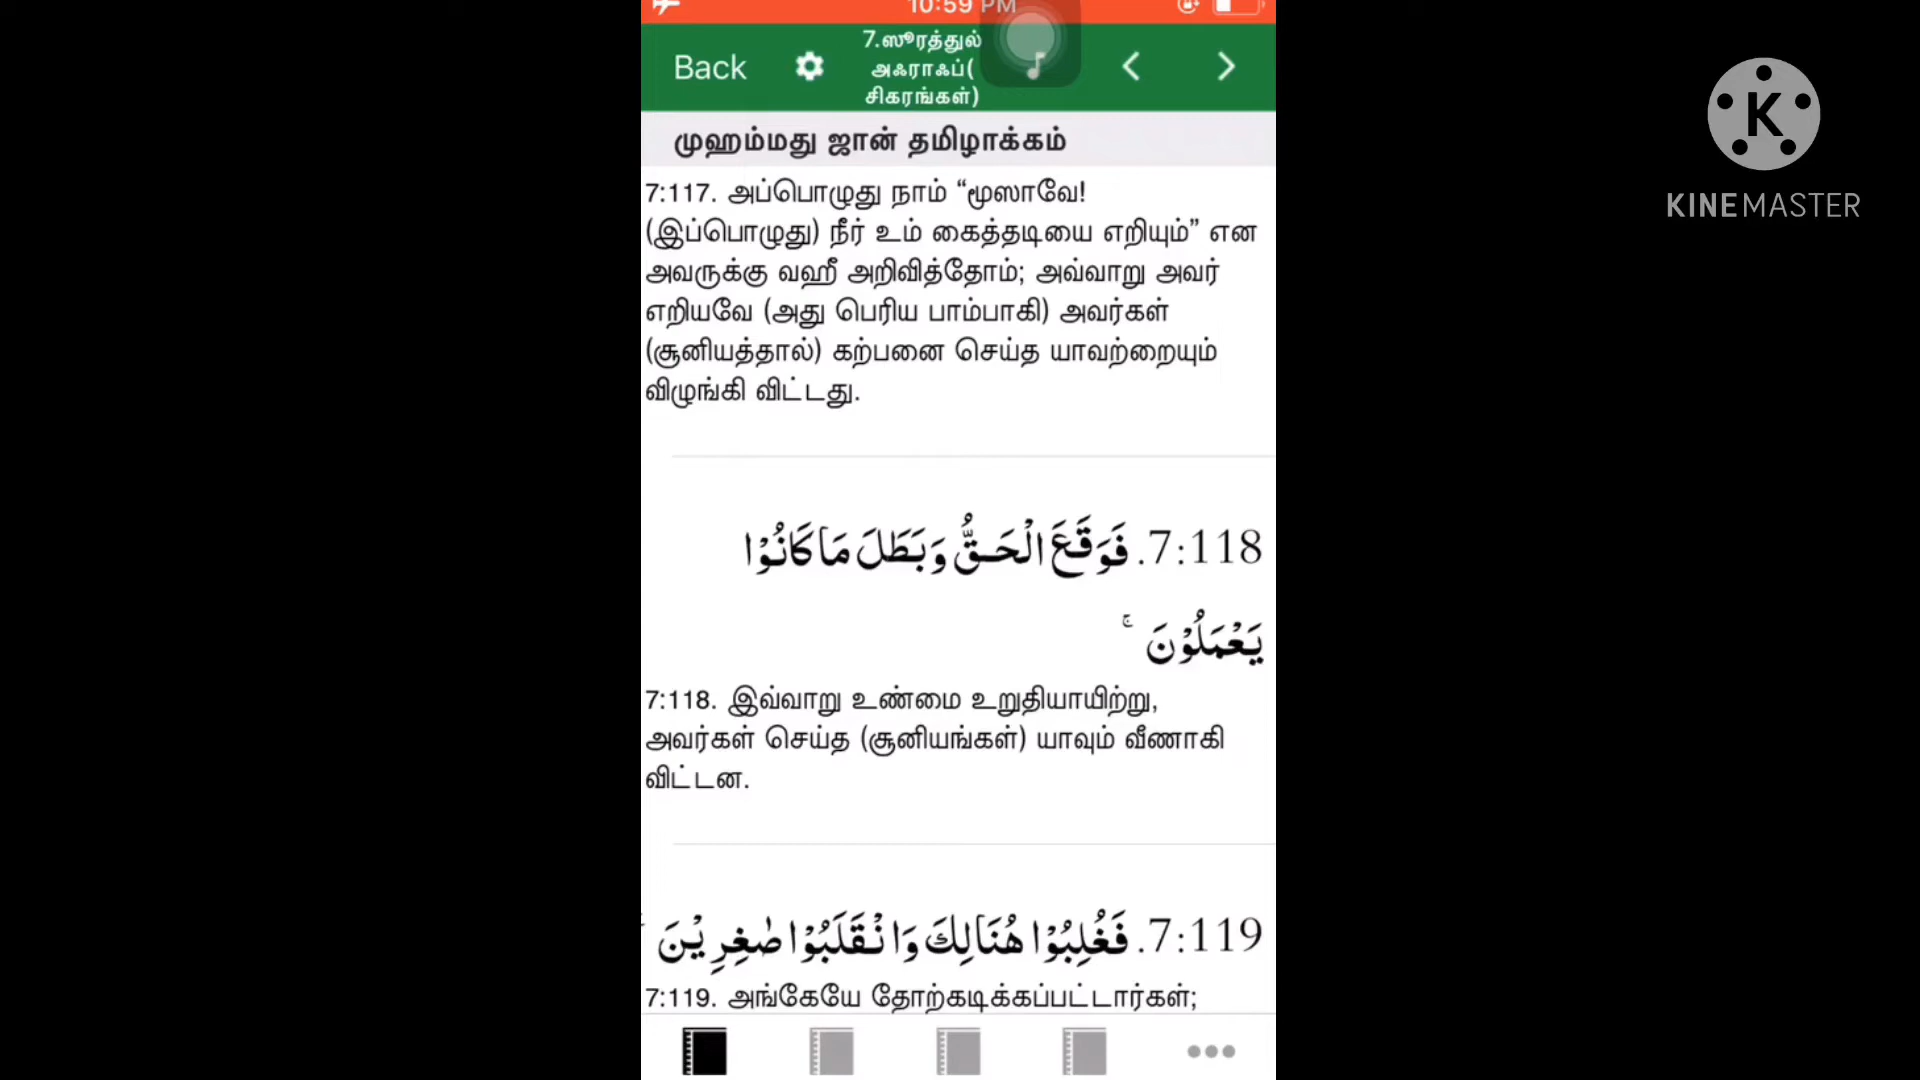 10:59 PM
Back
7.ஸூரத்துல்
அஃராஃப்(
சிகரங்கள்)
முஹம்மது ஜான் தமிழாக்கம்
7:117. அப்பொழுது நாம் “மூஸாவே!
(இப்பொழுது) நீர் உம் கைத்தடியை எறியும்” என
அவருக்கு வஹீ அறிவித்தோம்; அவ்வாறு அவர்
எறியவே (அது பெரிய பாம்பாகி) அவர்கள்
(சூனியத்தால்) கற்பனை செய்த யாவற்றையும்
விழுங்கி விட்டது.
7:118. فَوَقَعَ الْحَـقُّ وَبَطَلَ مَا كَانُوْا
يَعْمَلُوْنَ‌ ۚ‏
7:118. இவ்வாறு உண்மை உறுதியாயிற்று,
அவர்கள் செய்த (சூனியங்கள்) யாவும் வீணாகி
விட்டன.
7:119. فَغُلِبُوْا هُنَالِكَ وَانْقَلَبُوْا صٰغِرِيْنَ‌
7:119. அங்கேயே தோற்கடிக்கப்பட்டார்கள்;
K
KINEMASTER